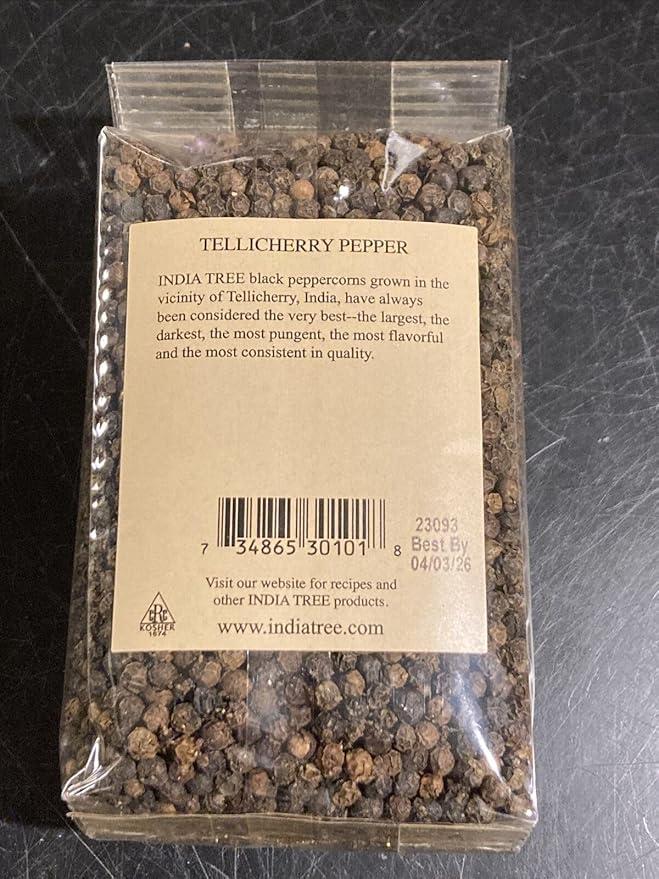 TELLICHERRY PEPPER
INDIA TREE black peppercorns grown in the
vicinity of Tellicherry, India, have always
been considered the very best--the largest, the
darkest, the most pungent, the most flavorful
and the most consistent in quality.
7 34865 30101 8
23093
Best By
04/03/26
Visit our website for recipes and
other INDIA TREE products.
www.indiatree.com
CRC
KOSHER
1674